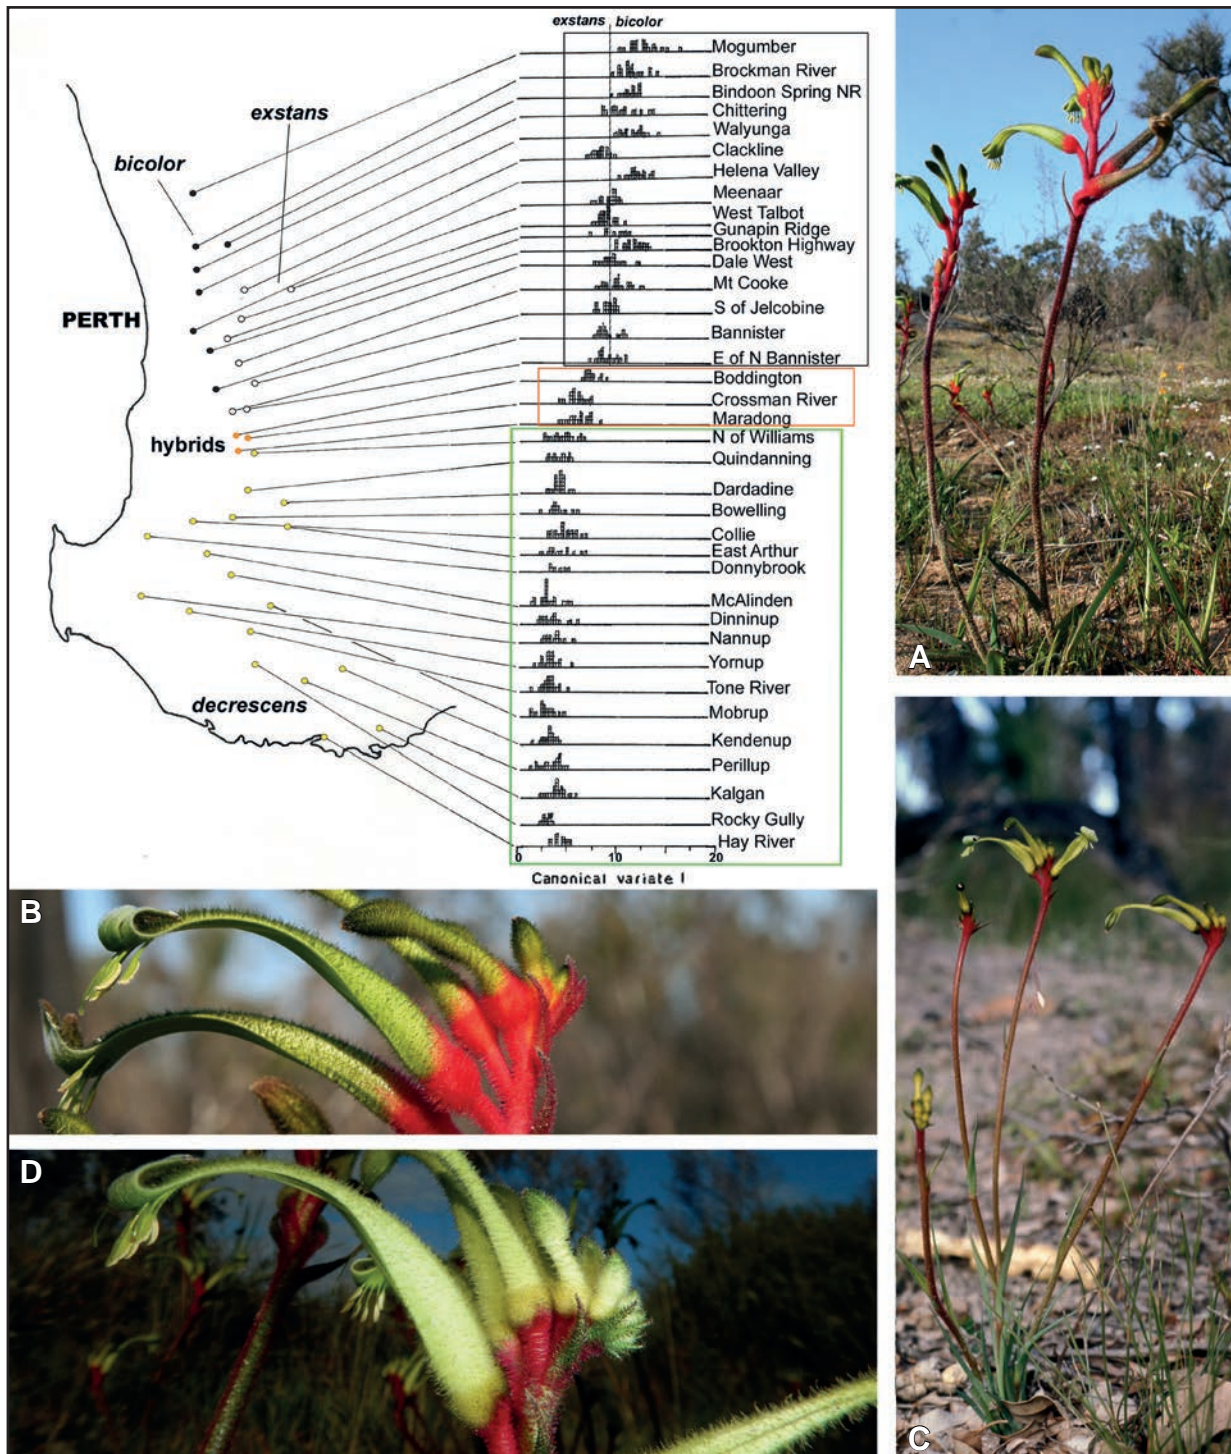 exstans bicolor
Mogumber
Brockman River
Bindoon Spring NR
Chittering
Walyunga
Clackline
Helena Valley
Meenaar
West Talbot
Gunapin Ridge
Brookton Highway
Dale West
Mt Cooke
S of Jelcobine
Bannister
E of N Bannister
Boddington
Crossman River
Maradong
N of Williams
Quindanning
Dardadine
Bowelling
Collie
East Arthur
Donnybrook
McAlinden
Dinninup
Nannup
Yornup
Tone River
Mobrup
Kendenup
Perillup
Kalgan
Rocky Gully
Hay River
0 10 20
Canonical variate I
exstans
bicolor
PERTH
hybrids
decrescens
A
B
C
D